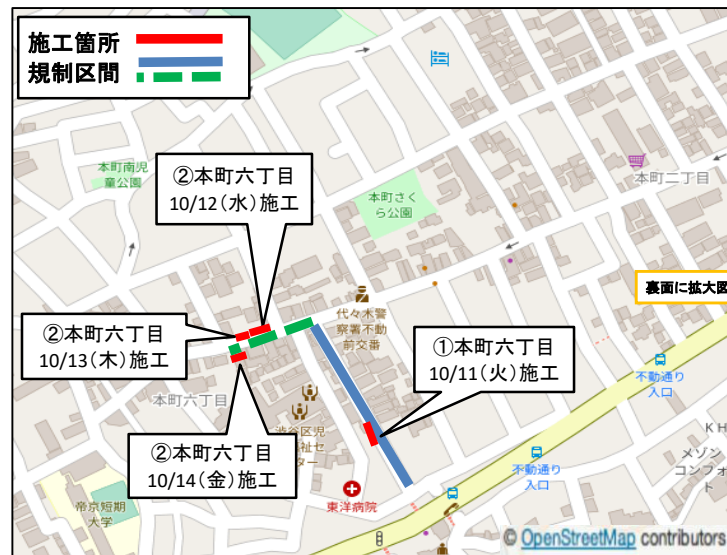 施工箇所
規制区間
本町南児
童公園
②本町六丁目
10/12(水)施工
本町さく
ら公園
本町二丁目
裏面に拡大図
代々木警
察署不動
前交番
②本町六丁目
10/13(木)施工
①本町六丁目
10/11(火)施工
不動通り
入口
本町六丁目
渋谷区児
福祉セ
ター
②本町六丁目
10/14(金)施工
東洋病院
不動通り
入口
KH
メゾン
コンフォー
ト
帝京短期
大学
© OpenStreetMap contributors